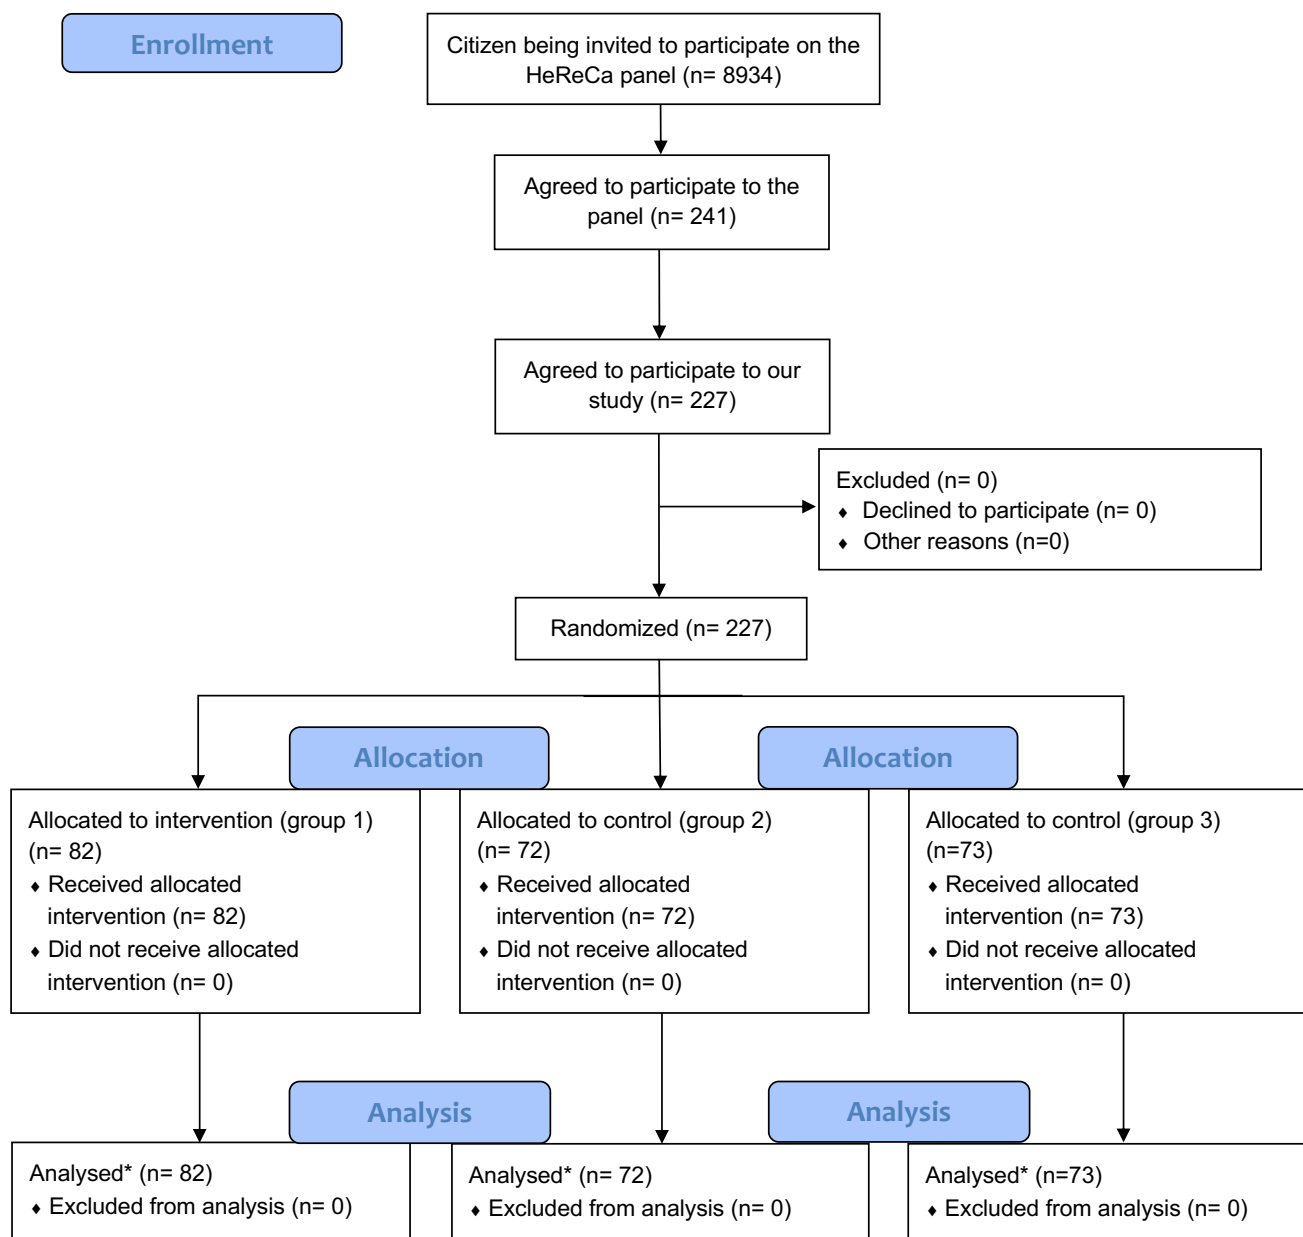 Enrollment
Citizen being invited to participate on the
HeReCa panel (n= 8934)
Agreed to participate to the
panel (n= 241)
Agreed to participate to our
study (n= 227)
Excluded (n= 0)
♦ Declined to participate (n= 0)
♦ Other reasons (n=0)
Randomized (n= 227)
Allocation
Allocation
Allocated to intervention (group 1)
(n= 82)
♦ Received allocated
intervention (n= 82)
♦ Did not receive allocated
intervention (n= 0)
Allocated to control (group 2)
(n= 72)
♦ Received allocated
intervention (n= 72)
♦ Did not receive allocated
intervention (n= 0)
Allocated to control (group 3)
(n=73)
♦ Received allocated
intervention (n= 73)
♦ Did not receive allocated
intervention (n= 0)
Analysis
Analysis
Analysed* (n= 82)
♦ Excluded from analysis (n= 0)
Analysed* (n= 72)
♦ Excluded from analysis (n= 0)
Analysed* (n=73)
♦ Excluded from analysis (n= 0)